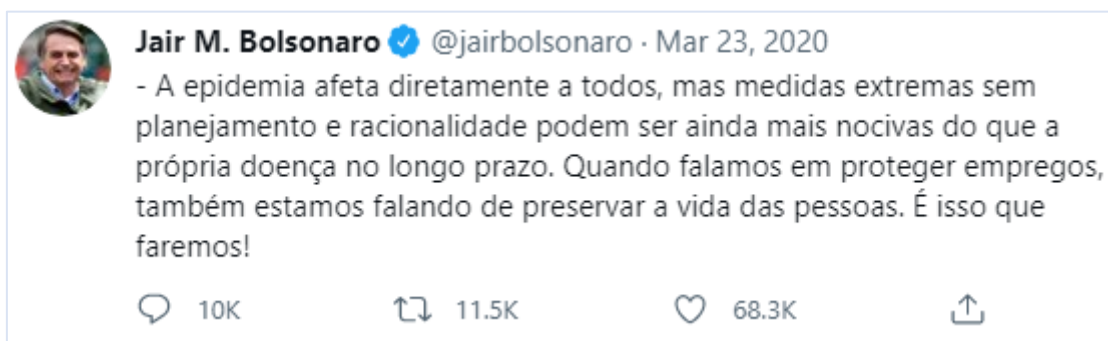 Jair M. Bolsonaro @jairbolsonaro · Mar 23, 2020
- A epidemia afeta diretamente a todos, mas medidas extremas sem
planejamento e racionalidade podem ser ainda mais nocivas do que a
própria doença no longo prazo. Quando falamos em proteger empregos,
também estamos falando de preservar a vida das pessoas. É isso que
faremos!
10K 11.5K 68.3K